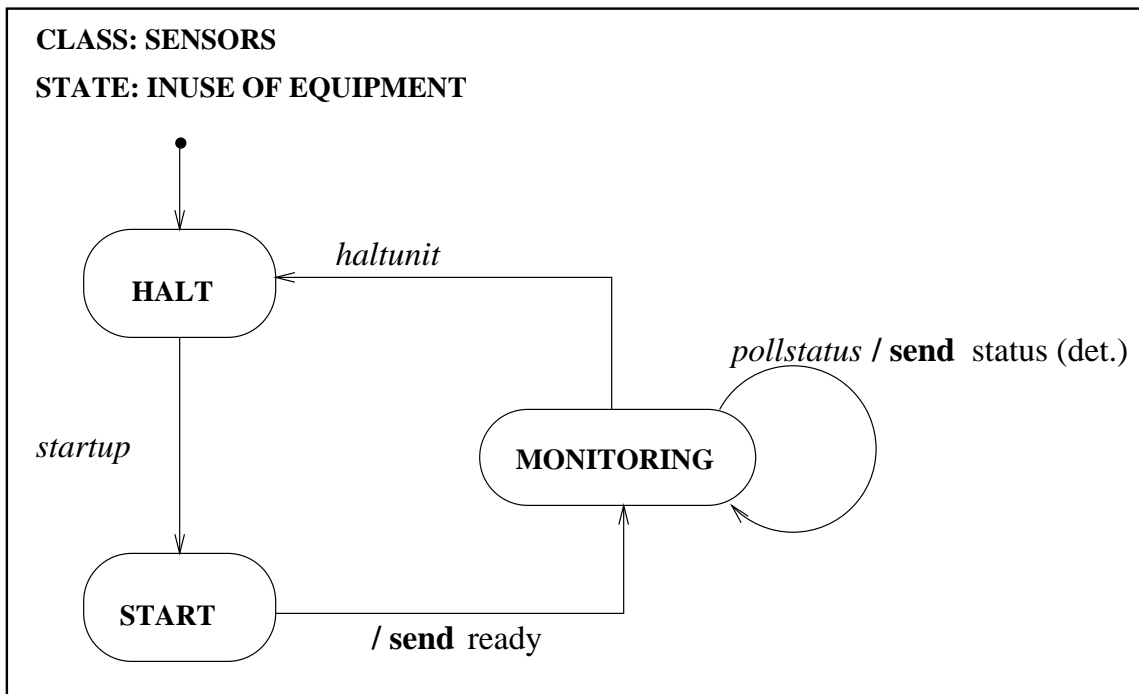 CLASS: SENSORS
STATE: INUSE OF EQUIPMENT
haltunit
HALT
pollstatus / send status (det.)
startup
MONITORING
START
/ send ready